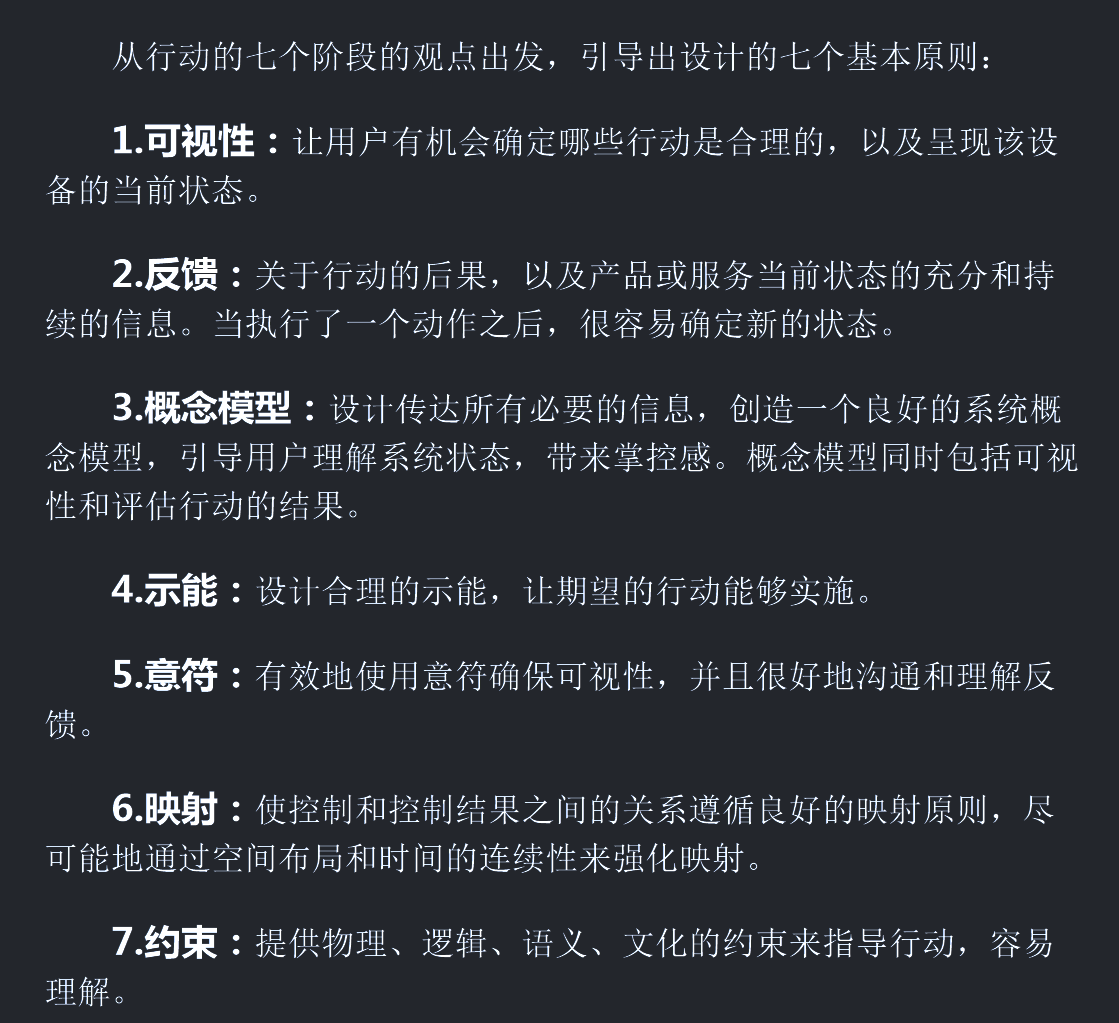 从行动的七个阶段的观点出发，引导出设计的七个基本原则：
1.可视性：让用户有机会确定哪些行动是合理的，以及呈现该设
备的当前状态。
2.反馈：关于行动的后果，以及产品或服务当前状态的充分和持
续的信息。当执行了一个动作之后，很容易确定新的状态。
3.概念模型：设计传达所有必要的信息，创造一个良好的系统概
念模型，引导用户理解系统状态，带来掌控感。概念模型同时包括可视
性和评估行动的结果。
4.示能：设计合理的示能，让期望的行动能够实施。
5.意符：有效地使用意符确保可视性，并且很好地沟通和理解反
馈。
6.映射：使控制和控制结果之间的关系遵循良好的映射原则，尽
可能地通过空间布局和时间的连续性来强化映射。
7.约束：提供物理、逻辑、语义、文化的约束来指导行动，容易
理解。